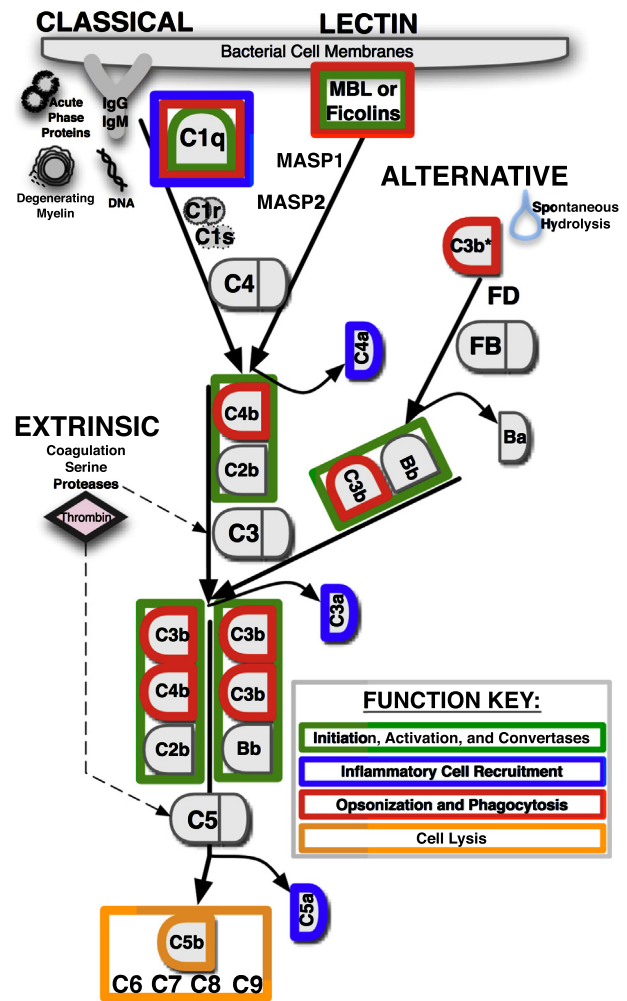 CLASSICAL
LECTIN
Bacterial Cell Membranes
Acute
Phase
Proteins
IgG
IgM
C1q
MBL or
Ficolins
MASP1
MASP2
ALTERNATIVE
Degenerating
Myelin
DNA
C1r
C1s
Spontaneous
Hydrolysis
C3b*
C4
FD
FB
C4a
C4b
C2b
Ba
C3b
Bb
EXTRINSIC
Coagulation
Serine
Proteases
Thrombin
C3
C3a
C3b
C4b
C2b
C3b
C3b
Bb
FUNCTION KEY:
Initiation, Activation, and Convertases
Inflammatory Cell Recruitment
Opsonization and Phagocytosis
Cell Lysis
C5
C5a
C5b
C6 C7 C8 C9